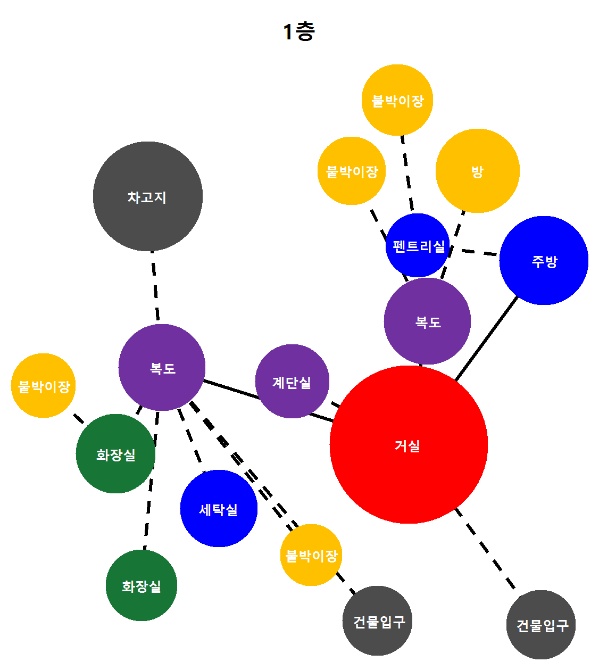 1층
붙박이장
붙박이장
방
차고지
펜트리실
주방
복도
복도
계단실
붙박이장
거실
화장실
세탁실
붙박이장
화장실
건물입구
건물입구